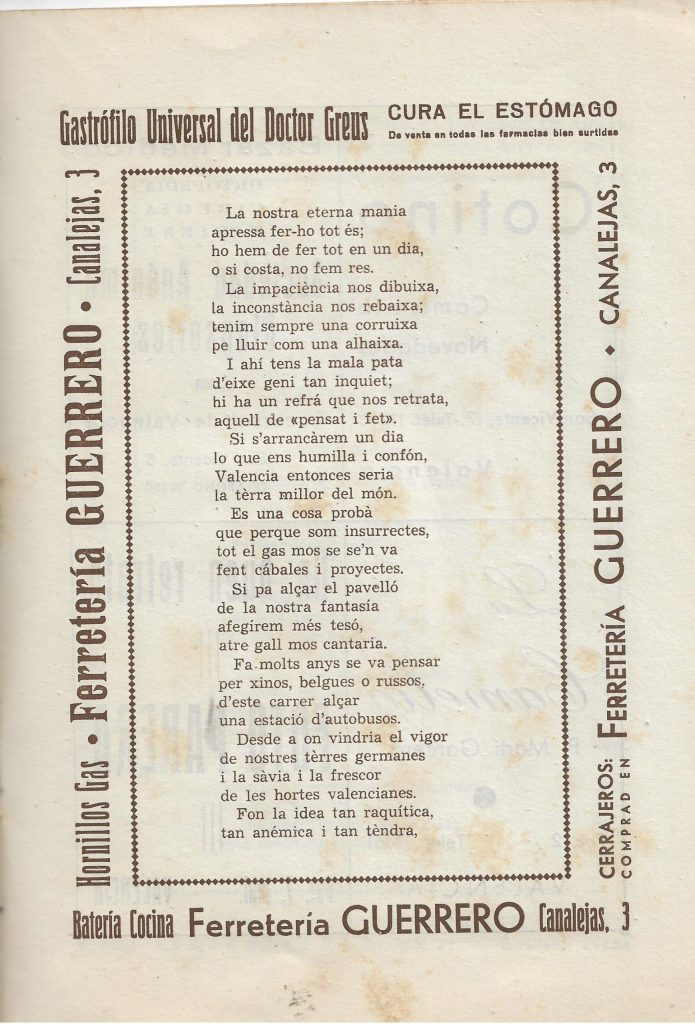 Gastrófilo Universal del Doctor Greus
CURA EL ESTÓMAGO
De venta en todas las farmacias bien surtidas
Hornillos Gas • Ferretería GUERRERO • Canalejas, 3
La nostra eterna mania
apressa fer-ho tot és;
ho hem de fer tot en un dia,
o si costa, no fem res.
La impaciència nos dibuixa,
la inconstància nos rebaixa;
tenim sempre una corruixa
pe lluir com una alhaixa.
I ahí tens la mala pata
d'eixe geni tan inquiet;
hi ha un refrá que nos retrata,
aquell de «pensat i fet».
Si s'arrancàrem un dia
lo que ens humilla i confón,
Valencia entonces seria
la tèrra millor del món.
Es una cosa probà
que perque som insurrectes,
tot el gas mos se se'n va
fent cábales i proyectes.
Si pa alçar el pavelló
de la nostra fantasía
afegírem més tesó,
atre gall mos cantaria.
Fa molts anys se va pensar
per xinos, belgues o russos,
d'este carrer alçar
una estació d'autobusos.
Desde a on vindria el vigor
de nostres tèrres germanes
i la sàvia i la frescor
de les hortes valencianes.
Fon la idea tan raquítica,
tan anémica i tan tèndra,
CERRAJEROS:
COMPRAD EN
FERRETERÍA GUERRERO • CANALEJAS, 3
Batería Cocina Ferretería GUERRERO Canalejas, 3